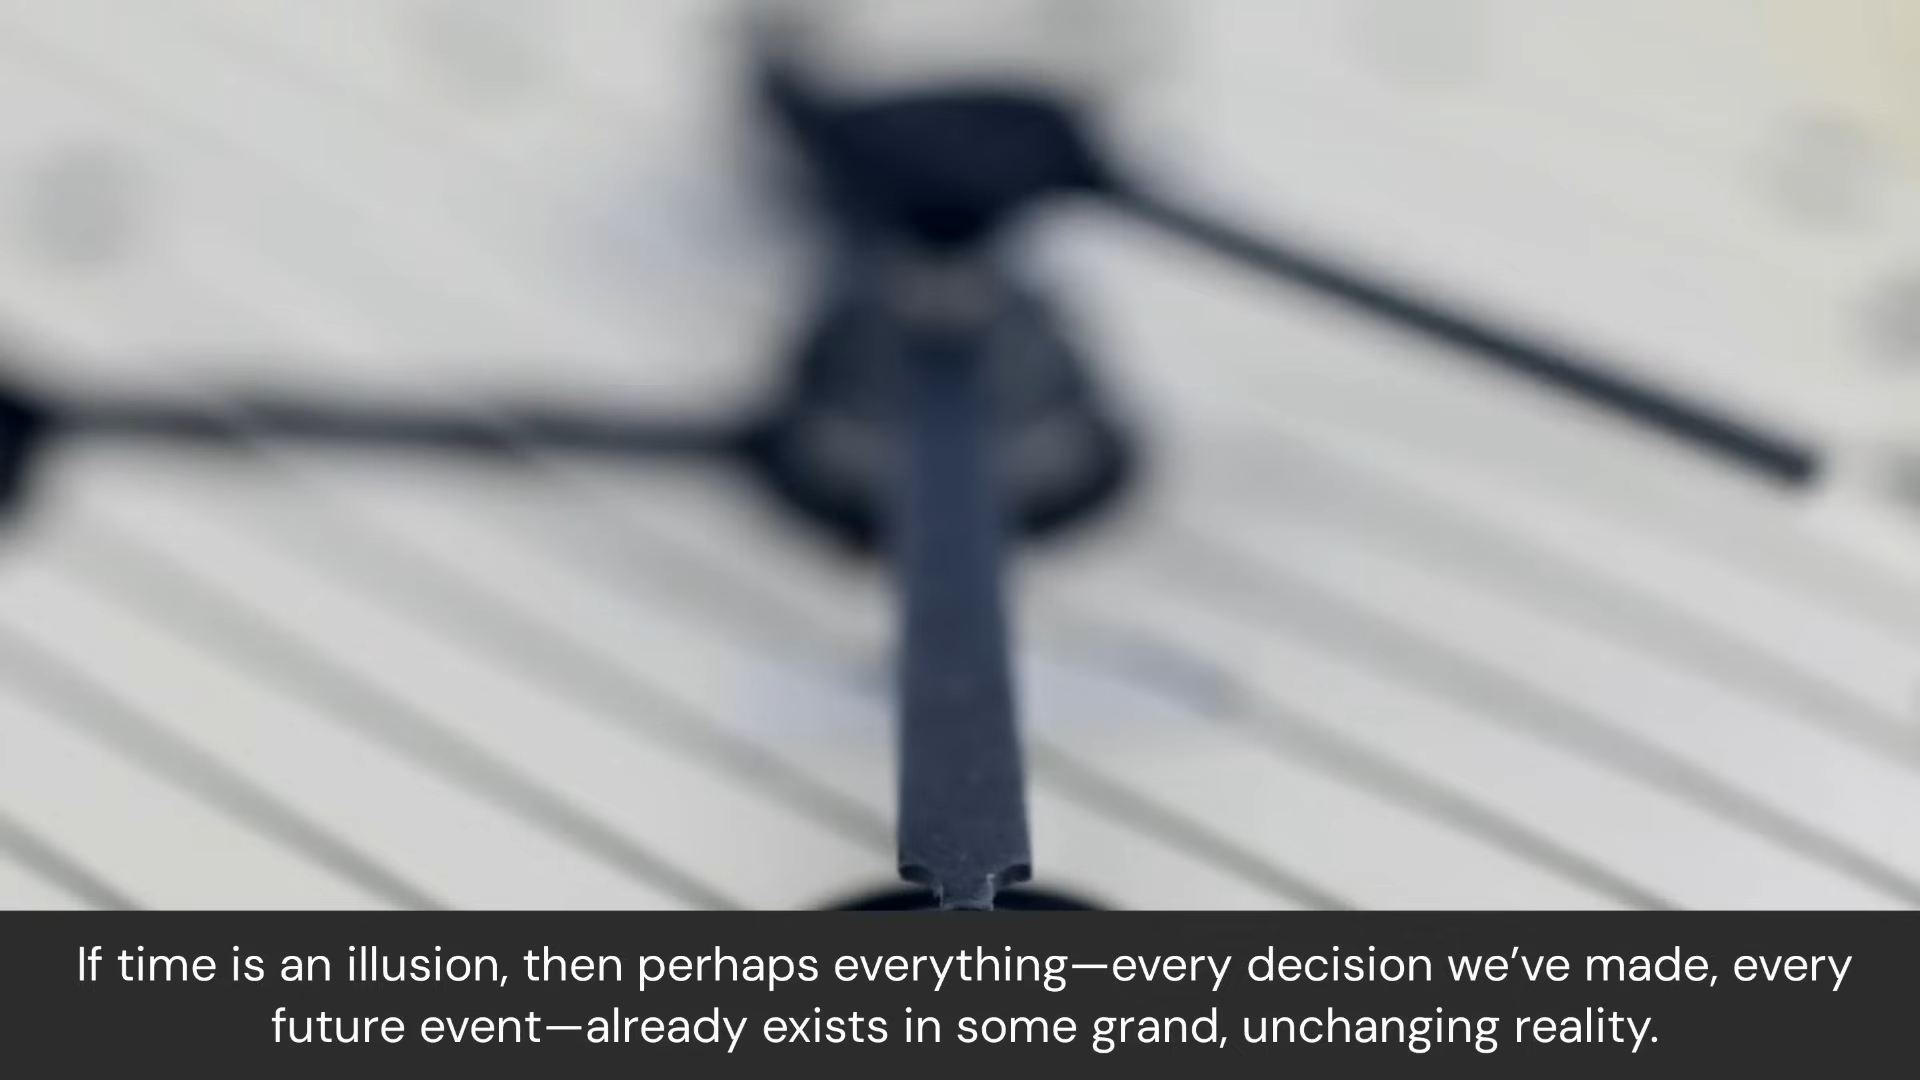 If time is an illusion, then perhaps everything—every decision we’ve made, every
future event—already exists in some grand, unchanging reality.